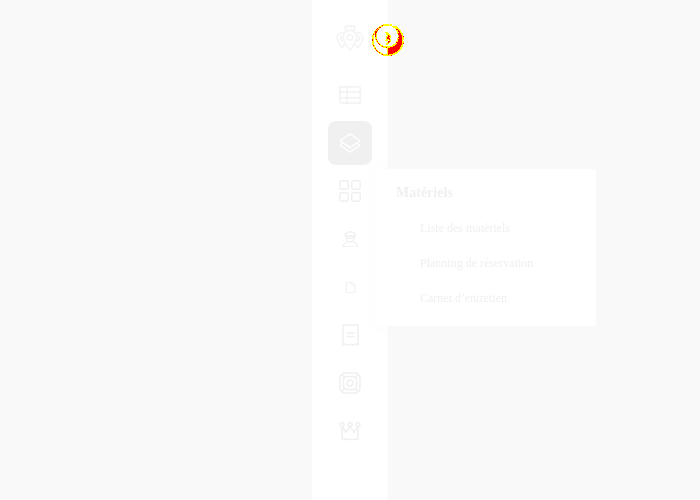 Matériels
Liste des matériels
Planning de réservation
Carnet d'entretien